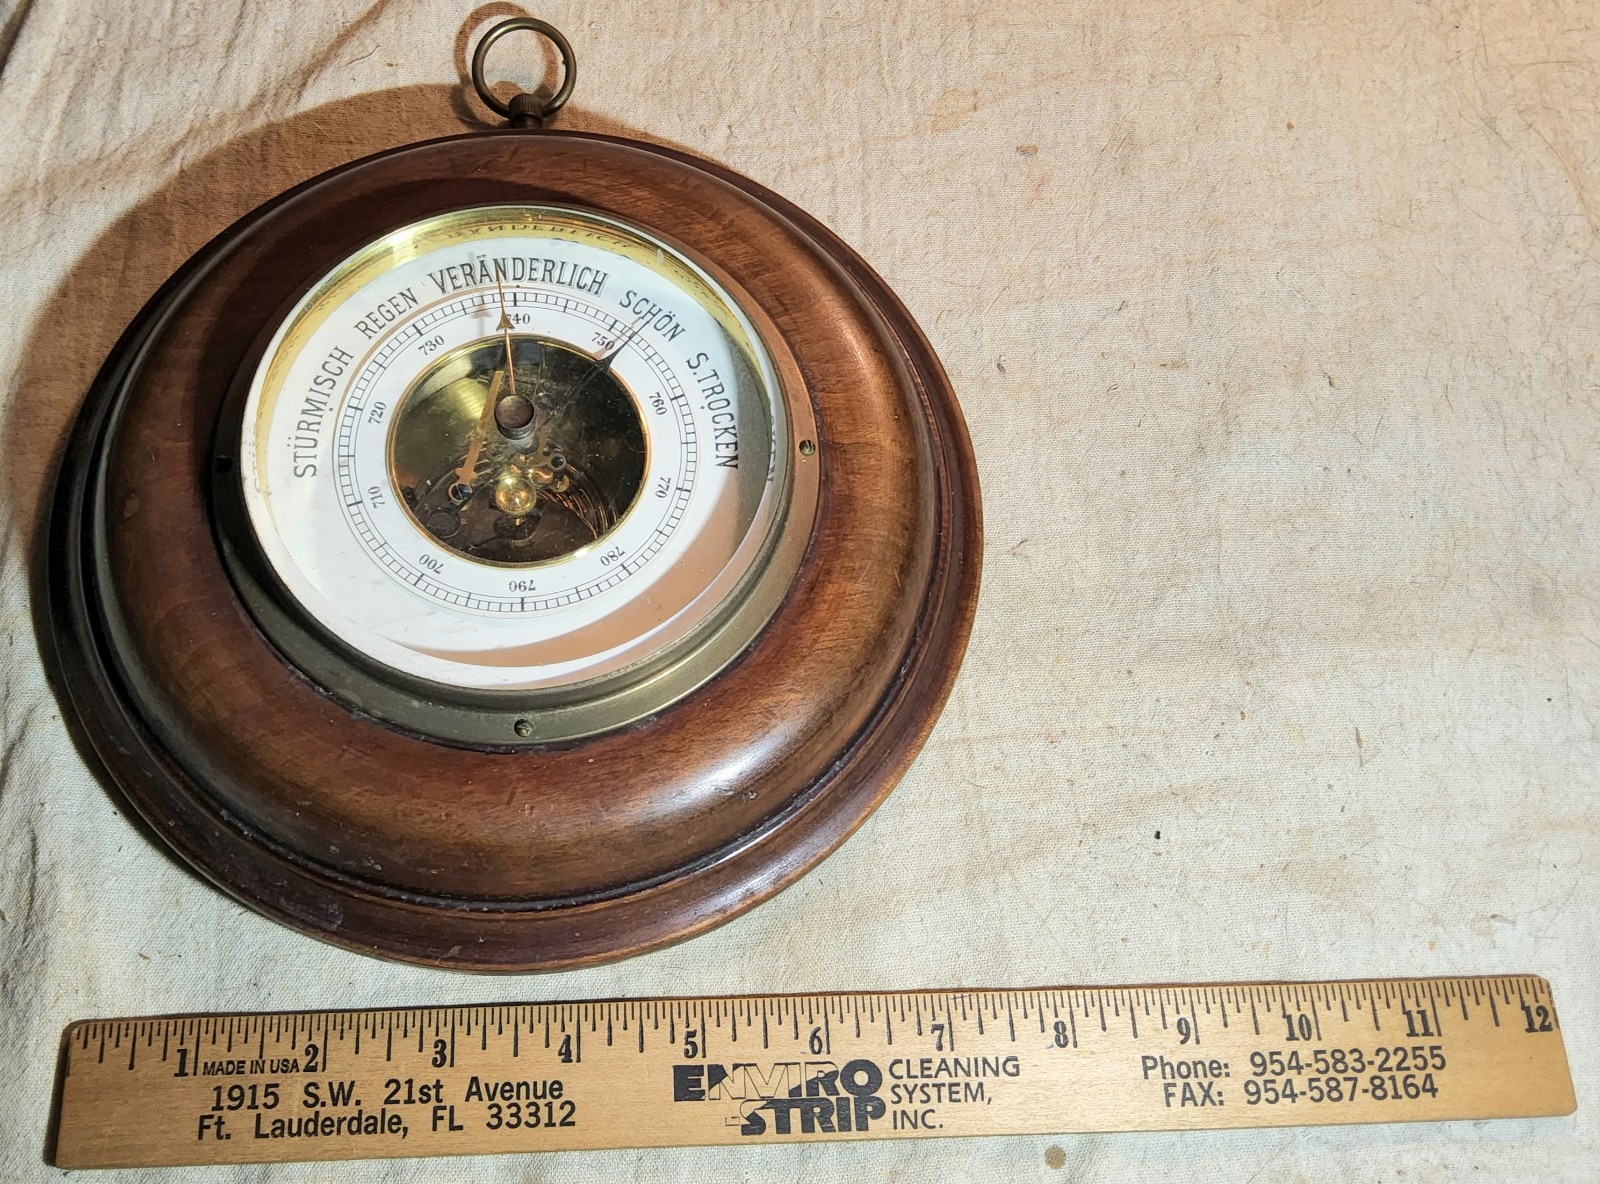 STÜRMISCH REGEN VERÄNDERLICH SCHÖN S.TROCKEN
700 710 720 730 740 750 760 770 780 790
1 2 3 4 5 6 7 8 9 10 11 12
MADE IN USA
1915 S.W. 21st Avenue
Ft. Lauderdale, FL 33312
ENVIRO
STRIP
CLEANING
SYSTEM,
INC.
Phone: 954-583-2255
FAX: 954-587-8164